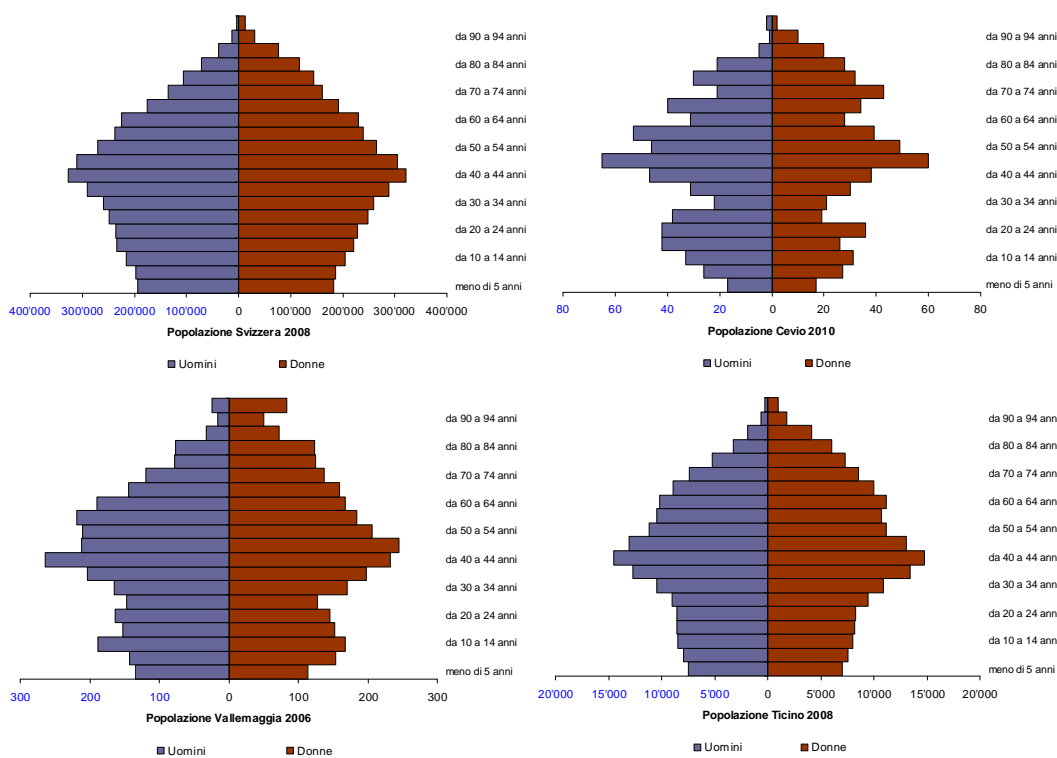 da 90 a 94 anni
da 80 a 84 anni
da 70 a 74 anni
da 60 a 64 anni
da 50 a 54 anni
da 40 a 44 anni
da 30 a 34 anni
da 20 a 24 anni
da 10 a 14 anni
meno di 5 anni
400'000 300'000 200'000 100'000 0 100'000 200'000 300'000 400'000
Popolazione Svizzera 2008
Uomini Donne
da 90 a 94 anni
da 80 a 84 anni
da 70 a 74 anni
da 60 a 64 anni
da 50 a 54 anni
da 40 a 44 anni
da 30 a 34 anni
da 20 a 24 anni
da 10 a 14 anni
meno di 5 anni
80 60 40 20 0 20 40 60 80
Popolazione Cevio 2010
Uomini Donne
da 90 a 94 anni
da 80 a 84 anni
da 70 a 74 anni
da 60 a 64 anni
da 50 a 54 anni
da 40 a 44 anni
da 30 a 34 anni
da 20 a 24 anni
da 10 a 14 anni
meno di 5 anni
300 200 100 0 100 200 300
Popolazione Vallemaggia 2006
Uomini Donne
da 90 a 94 anni
da 80 a 84 anni
da 70 a 74 anni
da 60 a 64 anni
da 50 a 54 anni
da 40 a 44 anni
da 30 a 34 anni
da 20 a 24 anni
da 10 a 14 anni
meno di 5 anni
20'000 15'000 10'000 5'000 0 5'000 10'000 15'000 20'000
Popolazione Ticino 2008
Uomini Donne